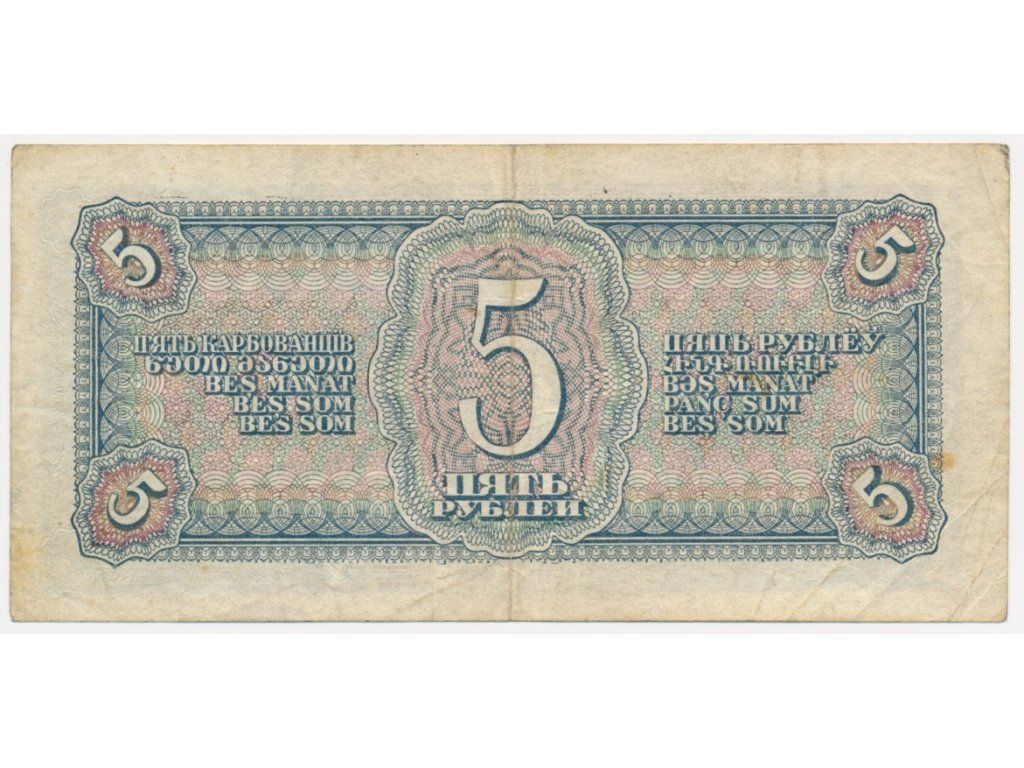 5
5
ПЯТЬ КАРБОВАНЦІВ
ᲮᲣᲗᲘ ᲛᲐᲜᲔᲗᲘ
BES MANAT
BES SOM
BES SOM
5
ПЯТЬ
РУБЛЕЙ
ПЯЦЬ РУБЛЁЎ
ՀԻՆԳ ՌՈՒԲԼԻ
BƏS MANAT
PANÇ SUM
BES SOM
5
5